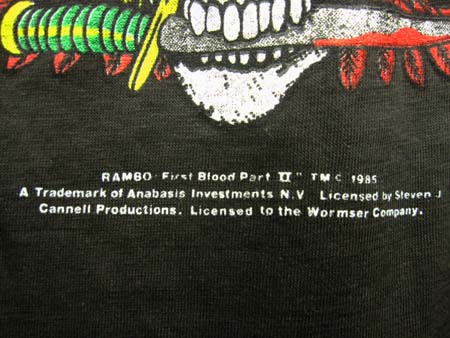 RAMBO: First Blood Part II" TM c 1985
A Trademark of Anabasis Investments N.V Licensed by Steven J
Cannell Productions. Licensed to the Wormser Company.